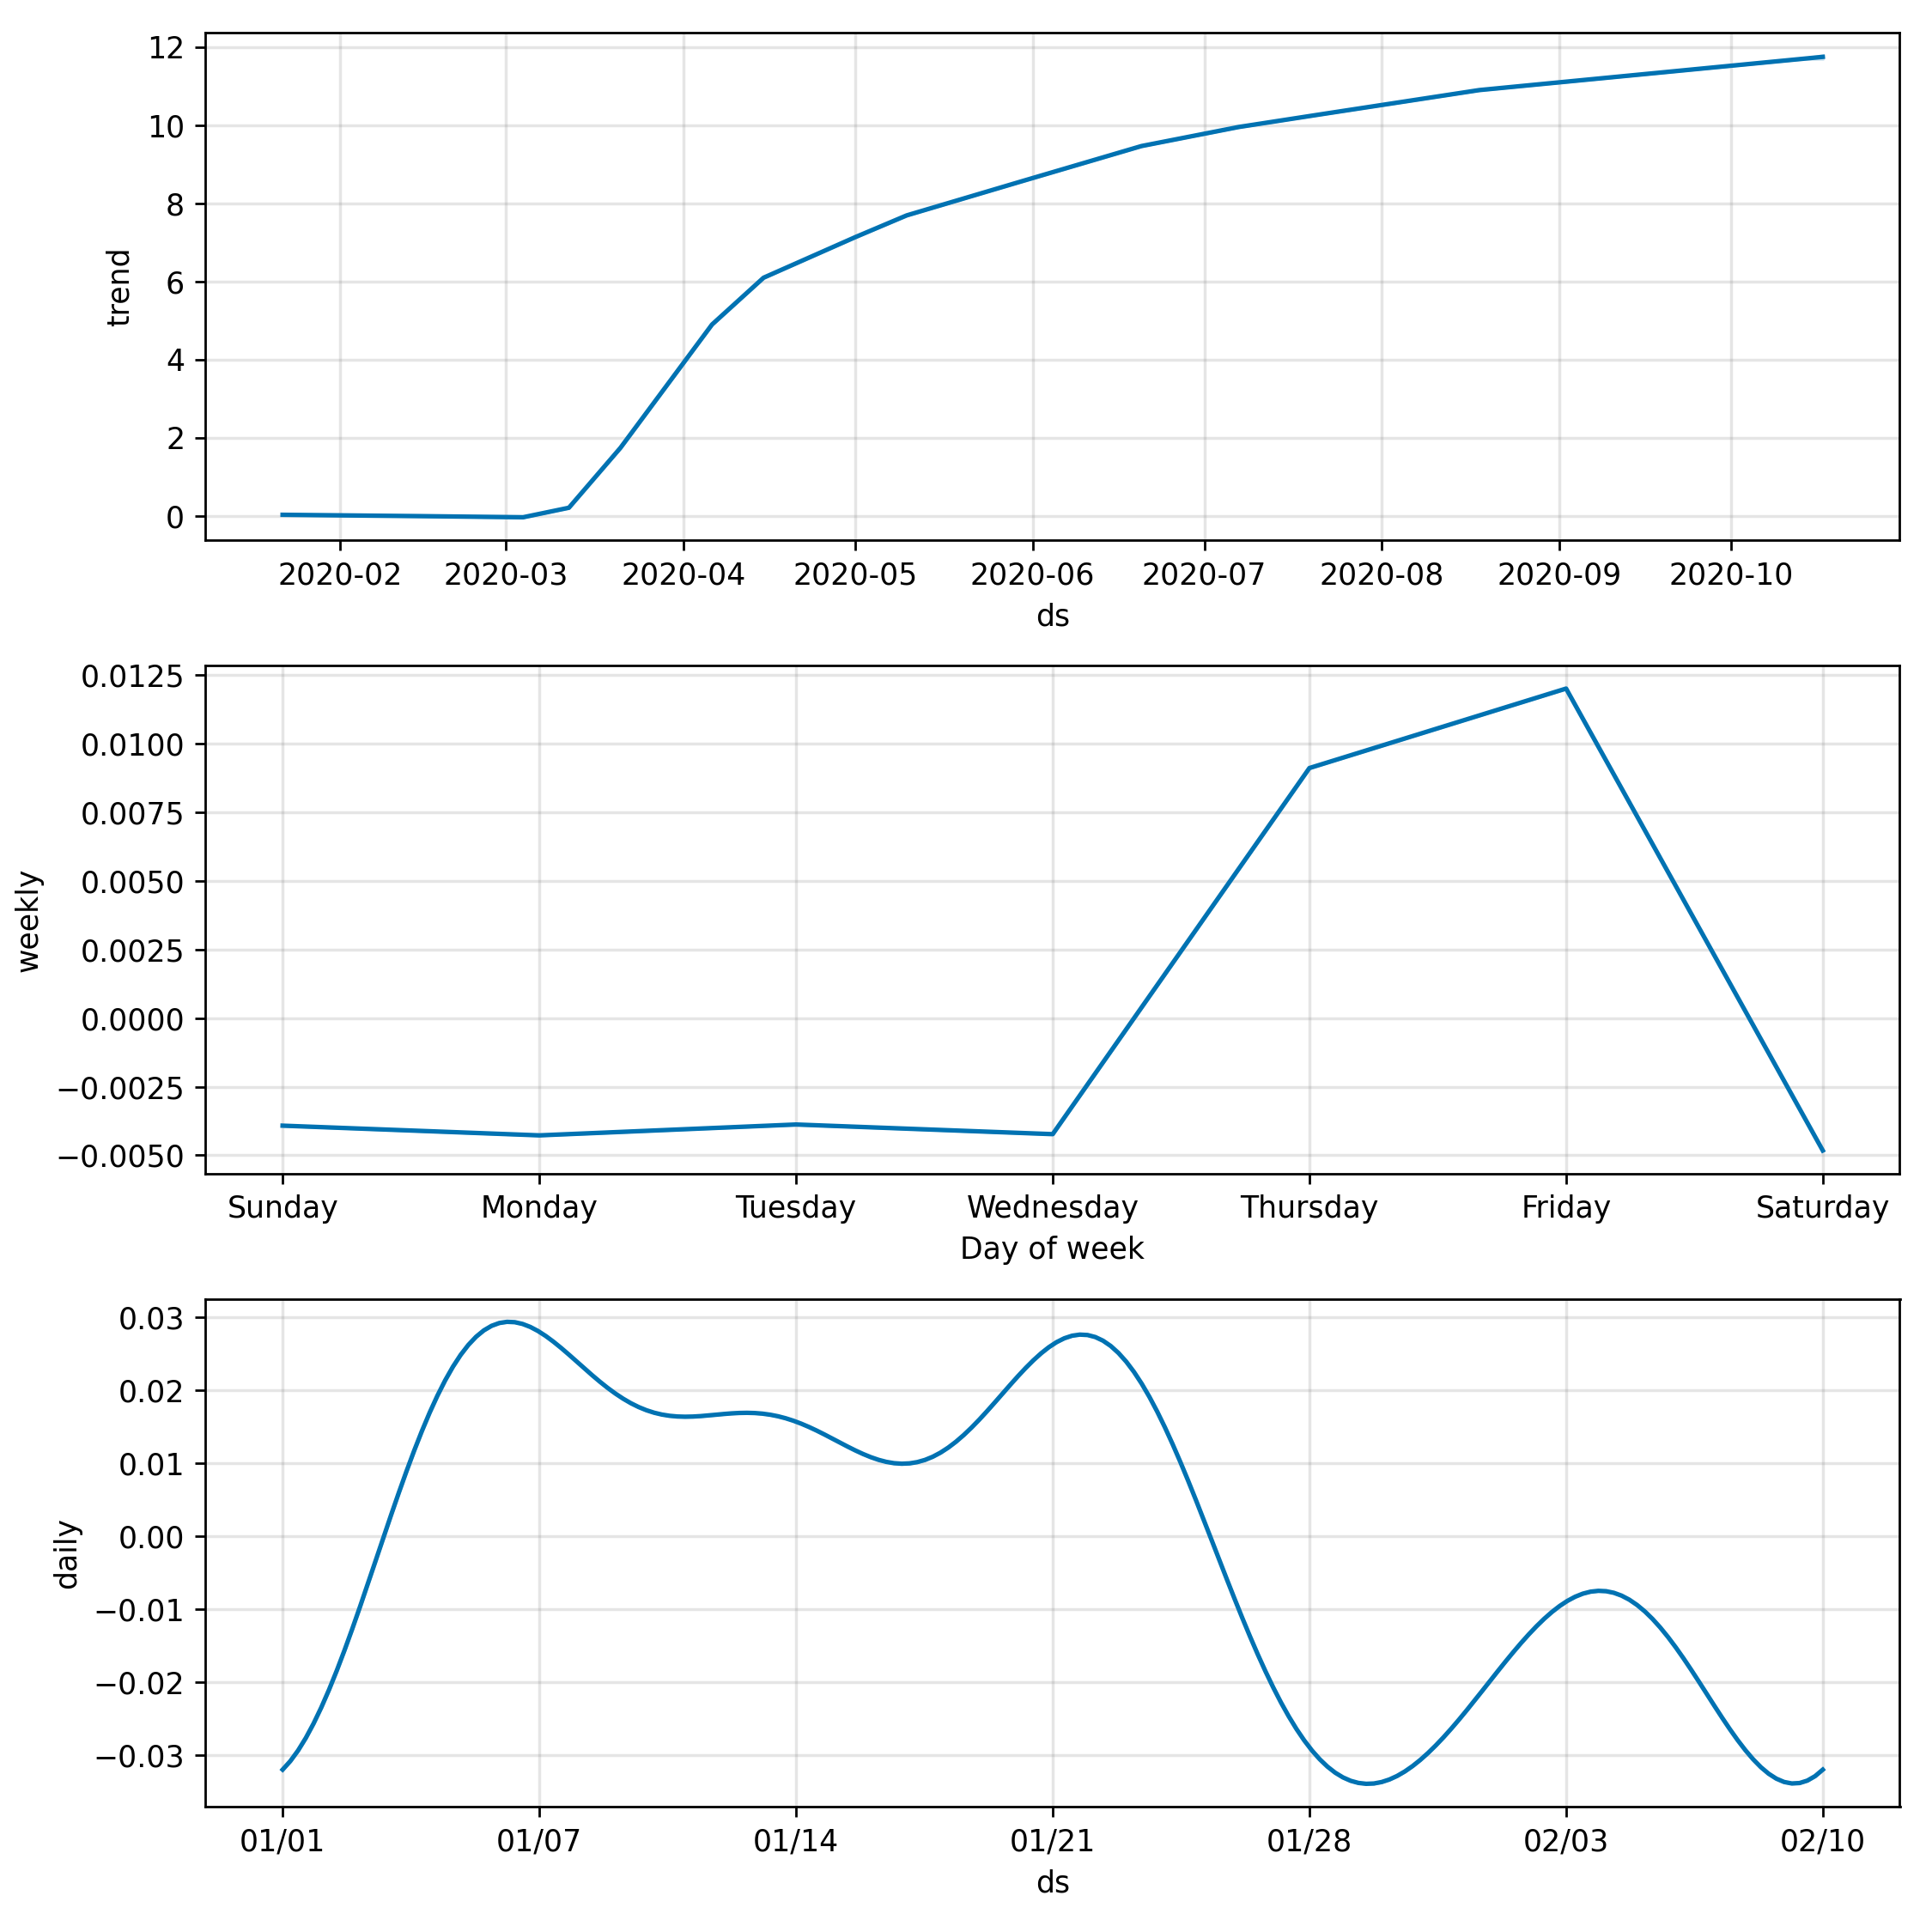 12
10
8
6
4
2
0
trend
2020-02 2020-03 2020-04 2020-05 2020-06 2020-07 2020-08 2020-09 2020-10
ds
0.0125
0.0100
0.0075
0.0050
0.0025
0.0000
−0.0025
−0.0050
weekly
Sunday Monday Tuesday Wednesday Thursday Friday Saturday
Day of week
0.03
0.02
0.01
0.00
−0.01
−0.02
−0.03
daily
01/01 01/07 01/14 01/21 01/28 02/03 02/10
ds